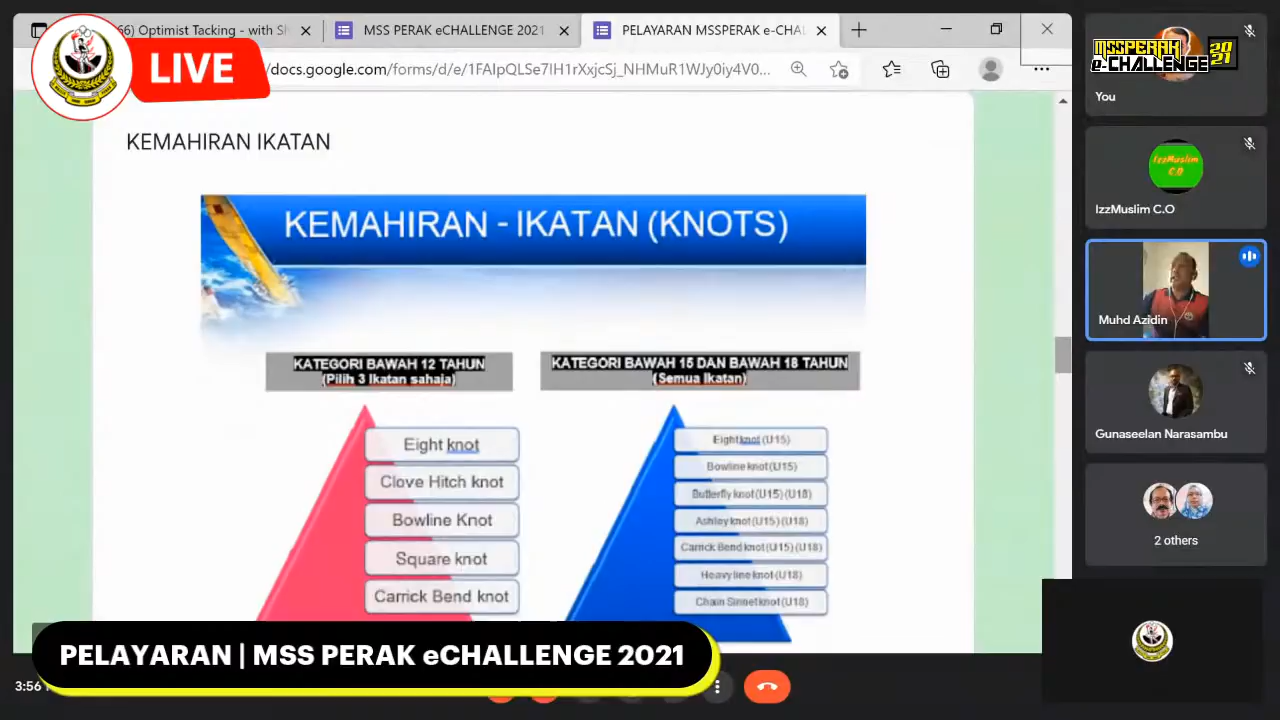 66) Optimist Tacking - with Sh
MSS PERAK eCHALLENGE 2021
PELAYARAN MSSPERAK e-CHAL
LIVE
docs.google.com/forms/d/e/1FAIpQLSe7lH1rXxjcSj_NHMuR1WJy0iy4V0...
MSSPERAK
e-CHALLENGE
2021
You
KEMAHIRAN IKATAN
KEMAHIRAN - IKATAN (KNOTS)
KATEGORI BAWAH 12 TAHUN
(Pilih 3 Ikatan sahaja)
Eight knot
Clove Hitch knot
Bowline Knot
Square knot
Carrick Bend knot
KATEGORI BAWAH 15 DAN BAWAH 18 TAHUN
(Semua Ikatan)
Eight knot (U15)
Bowline knot (U15)
Butterfly knot (U15) (U18)
Ashley knot (U15) (U18)
Carrick Bend knot (U15) (U18)
Heavy line knot (U18)
Chain Sinnet knot (U18)
IzzMuslim
C.O
IzzMuslim C.O
Muhd Azidin
Gunaseelan Narasambu
2 others
PELAYARAN | MSS PERAK eCHALLENGE 2021
3:56